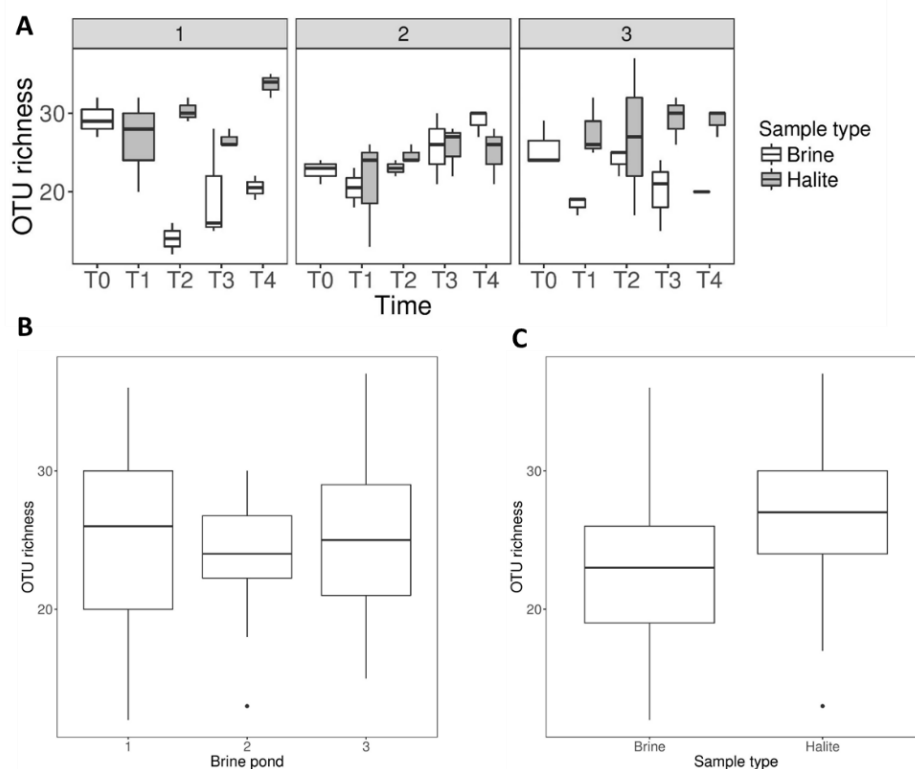 A
1 2 3
OTU richness
30
20
Sample type
Brine
Halite
T0 T1 T2 T3 T4 T0 T1 T2 T3 T4 T0 T1 T2 T3 T4
Time
B
OTU richness
30
20
1 2 3
Brine pond
C
OTU richness
30
20
Brine Halite
Sample type